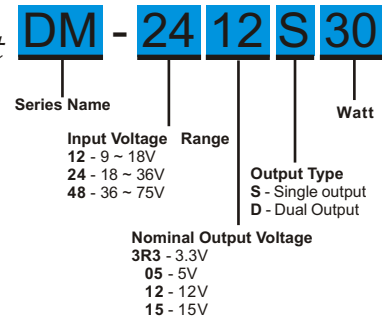 DM - 24 12 S 30
Series Name
Watt
Input Voltage Range
12 - 9 ~ 18V
24 - 18 ~ 36V
48 - 36 ~ 75V
Output Type
S - Single output
D - Dual Output
Nominal Output Voltage
3R3 - 3.3V
05 - 5V
12 - 12V
15 - 15V